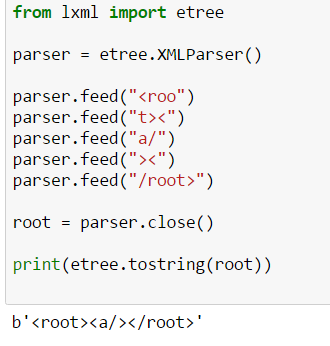 from lxml import etree
parser = etree.XMLParser()
parser.feed("<roo")
parser.feed("t><")
parser.feed("a/")
parser.feed("><")
parser.feed("/root>")
root = parser.close()
print(etree.tostring(root))
b'<root><a/></root>'